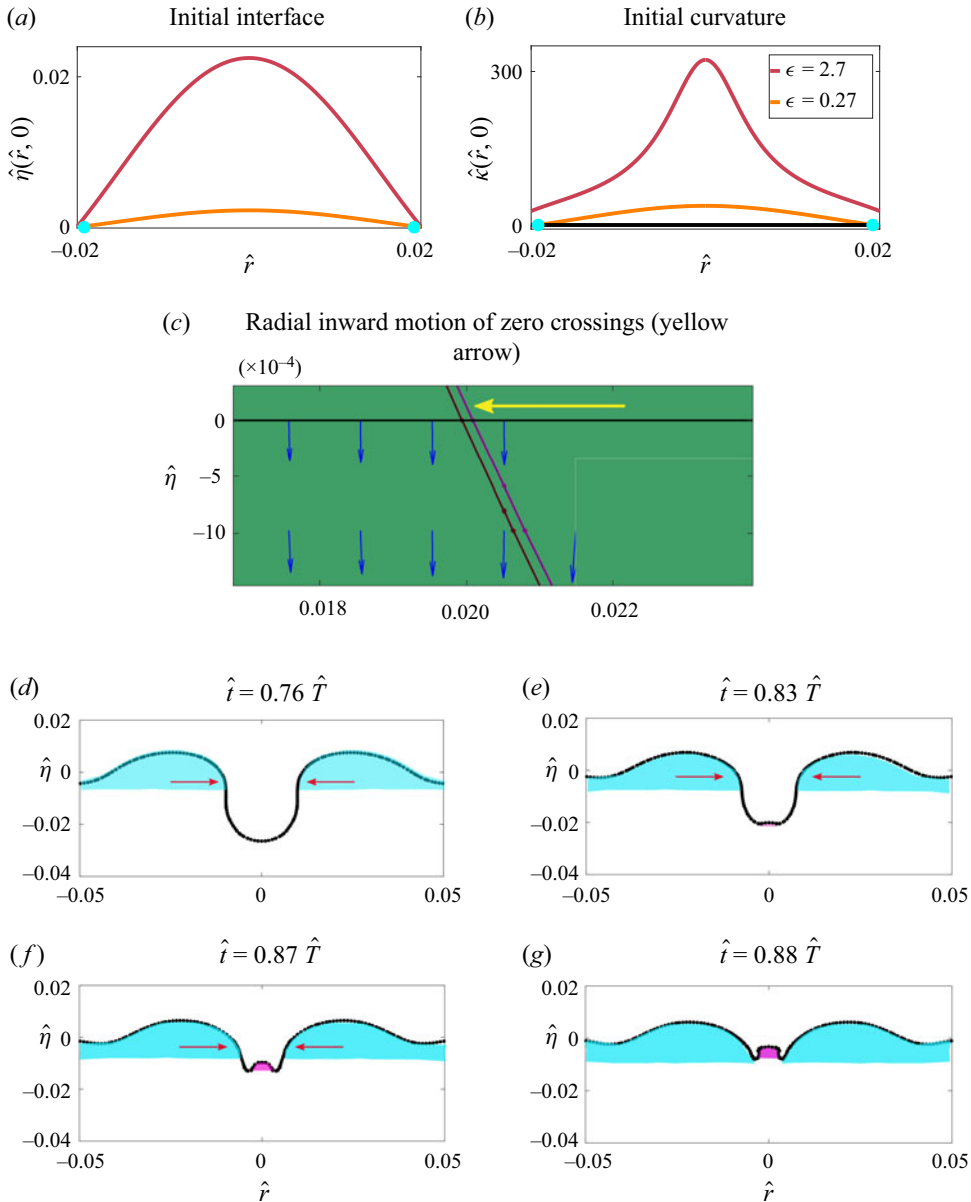 (a) Initial interface
(b) Initial curvature
0.02
η̂(r̂, 0)
0
−0.02
0.02
r̂
300
κ̂(r̂, 0)
0
−0.02
0.02
r̂
ϵ = 2.7
ϵ = 0.27
(c) Radial inward motion of zero crossings (yellow
arrow)
(×10⁻⁴)
0
η̂
−5
−10
0.018
0.020
0.022
(d) t̂ = 0.76 T̂
0.02
η̂ 0
−0.02
−0.04
−0.05
0
0.05
(e) t̂ = 0.83 T̂
0.02
η̂ 0
−0.02
−0.04
−0.05
0
0.05
(f) t̂ = 0.87 T̂
0.02
η̂ 0
−0.02
−0.04
−0.05
0
0.05
r̂
(g) t̂ = 0.88 T̂
0.02
η̂ 0
−0.02
−0.04
−0.05
0
0.05
r̂